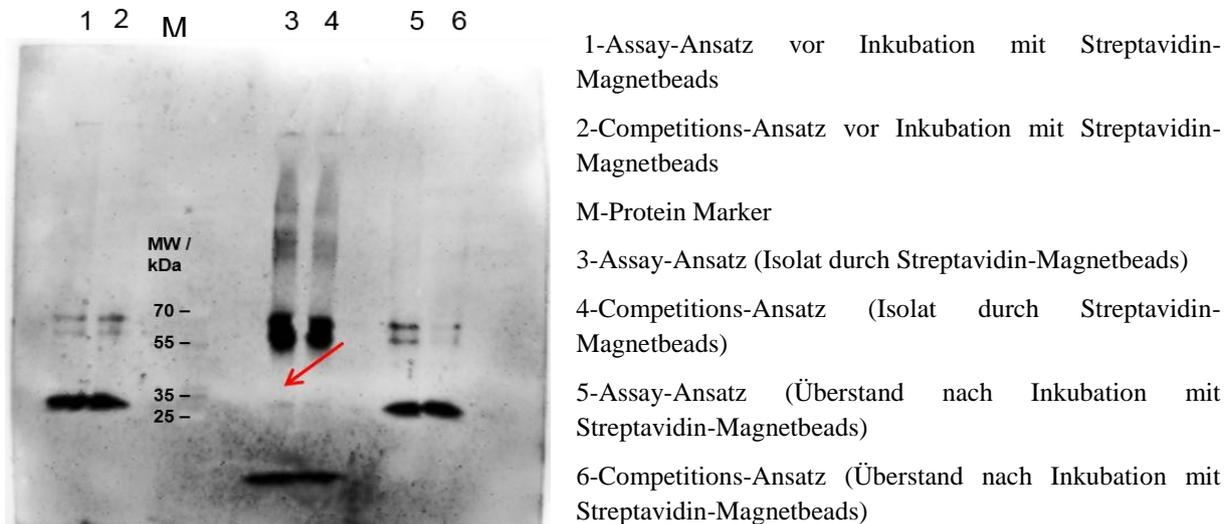 1 2 M 3 4 5 6
MW /
kDa
70 –
55 –
35 –
25 –
1-Assay-Ansatz vor Inkubation mit Streptavidin-
Magnetbeads
2-Competitions-Ansatz vor Inkubation mit Streptavidin-
Magnetbeads
M-Protein Marker
3-Assay-Ansatz (Isolat durch Streptavidin-Magnetbeads)
4-Competitions-Ansatz (Isolat durch Streptavidin-
Magnetbeads)
5-Assay-Ansatz (Überstand nach Inkubation mit
Streptavidin-Magnetbeads)
6-Competitions-Ansatz (Überstand nach Inkubation mit
Streptavidin-Magnetbeads)